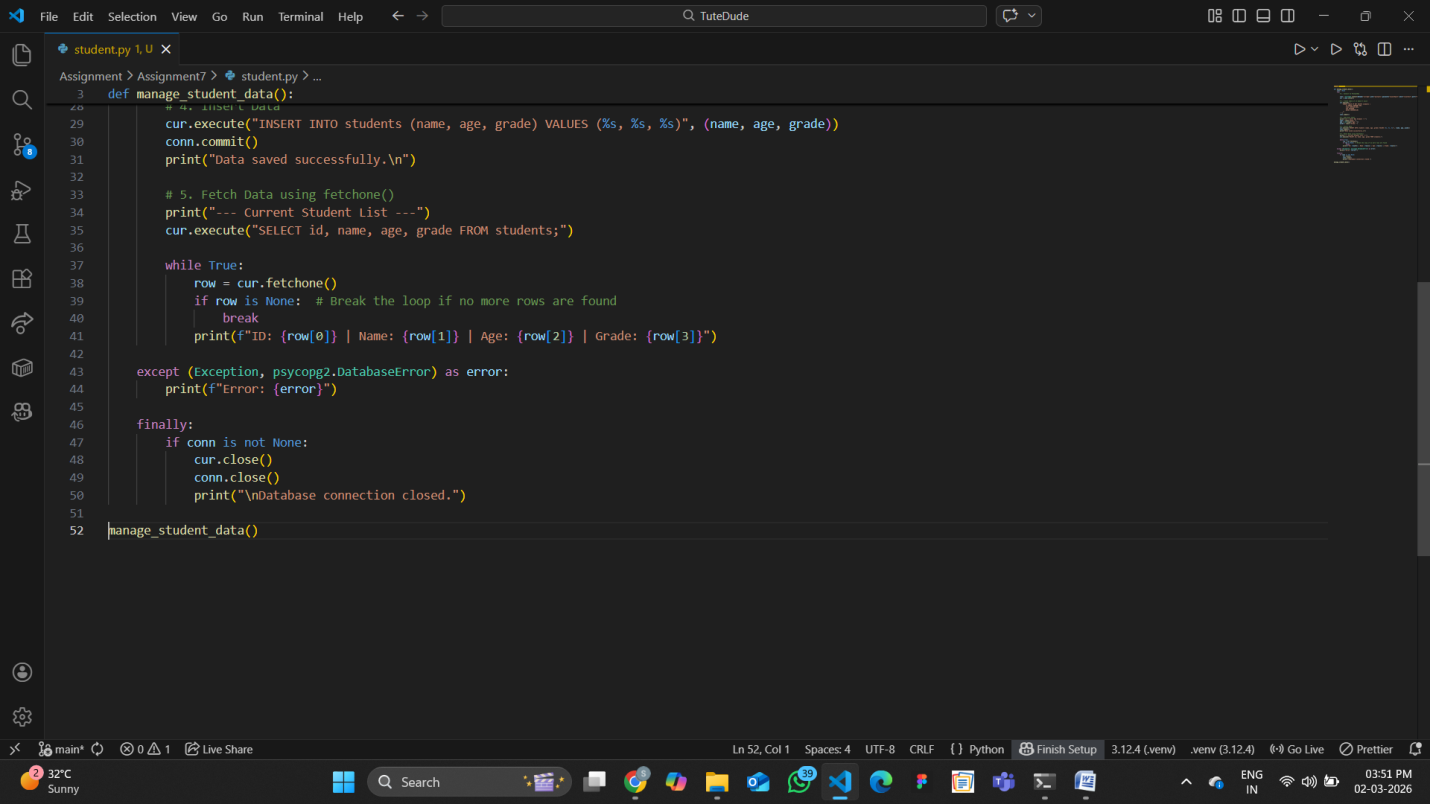 File Edit Selection View Go Run Terminal Help
TuteDude
student.py 1, U
Assignment > Assignment7 > student.py > ...
3 def manage_student_data():
28 # 4. Insert Data
29 cur.execute("INSERT INTO students (name, age, grade) VALUES (%s, %s, %s)", (name, age, grade))
30 conn.commit()
31 print("Data saved successfully.\n")
32
33 # 5. Fetch Data using fetchone()
34 print("--- Current Student List ---")
35 cur.execute("SELECT id, name, age, grade FROM students;")
36
37 while True:
38 row = cur.fetchone()
39 if row is None:  # Break the loop if no more rows are found
40 break
41 print(f"ID: {row[0]} | Name: {row[1]} | Age: {row[2]} | Grade: {row[3]}")
42
43 except (Exception, psycopg2.DatabaseError) as error:
44 print(f"Error: {error}")
45
46 finally:
47 if conn is not None:
48 cur.close()
49 conn.close()
50 print("\nDatabase connection closed.")
51
52 manage_student_data()
8
main* 0 1 Live Share Ln 52, Col 1 Spaces: 4 UTF-8 CRLF {} Python Finish Setup 3.12.4 (.venv) .venv (3.12.4) Go Live Prettier
2 32°C
Sunny
Search
39
ENG
IN
03:51 PM
02-03-2026